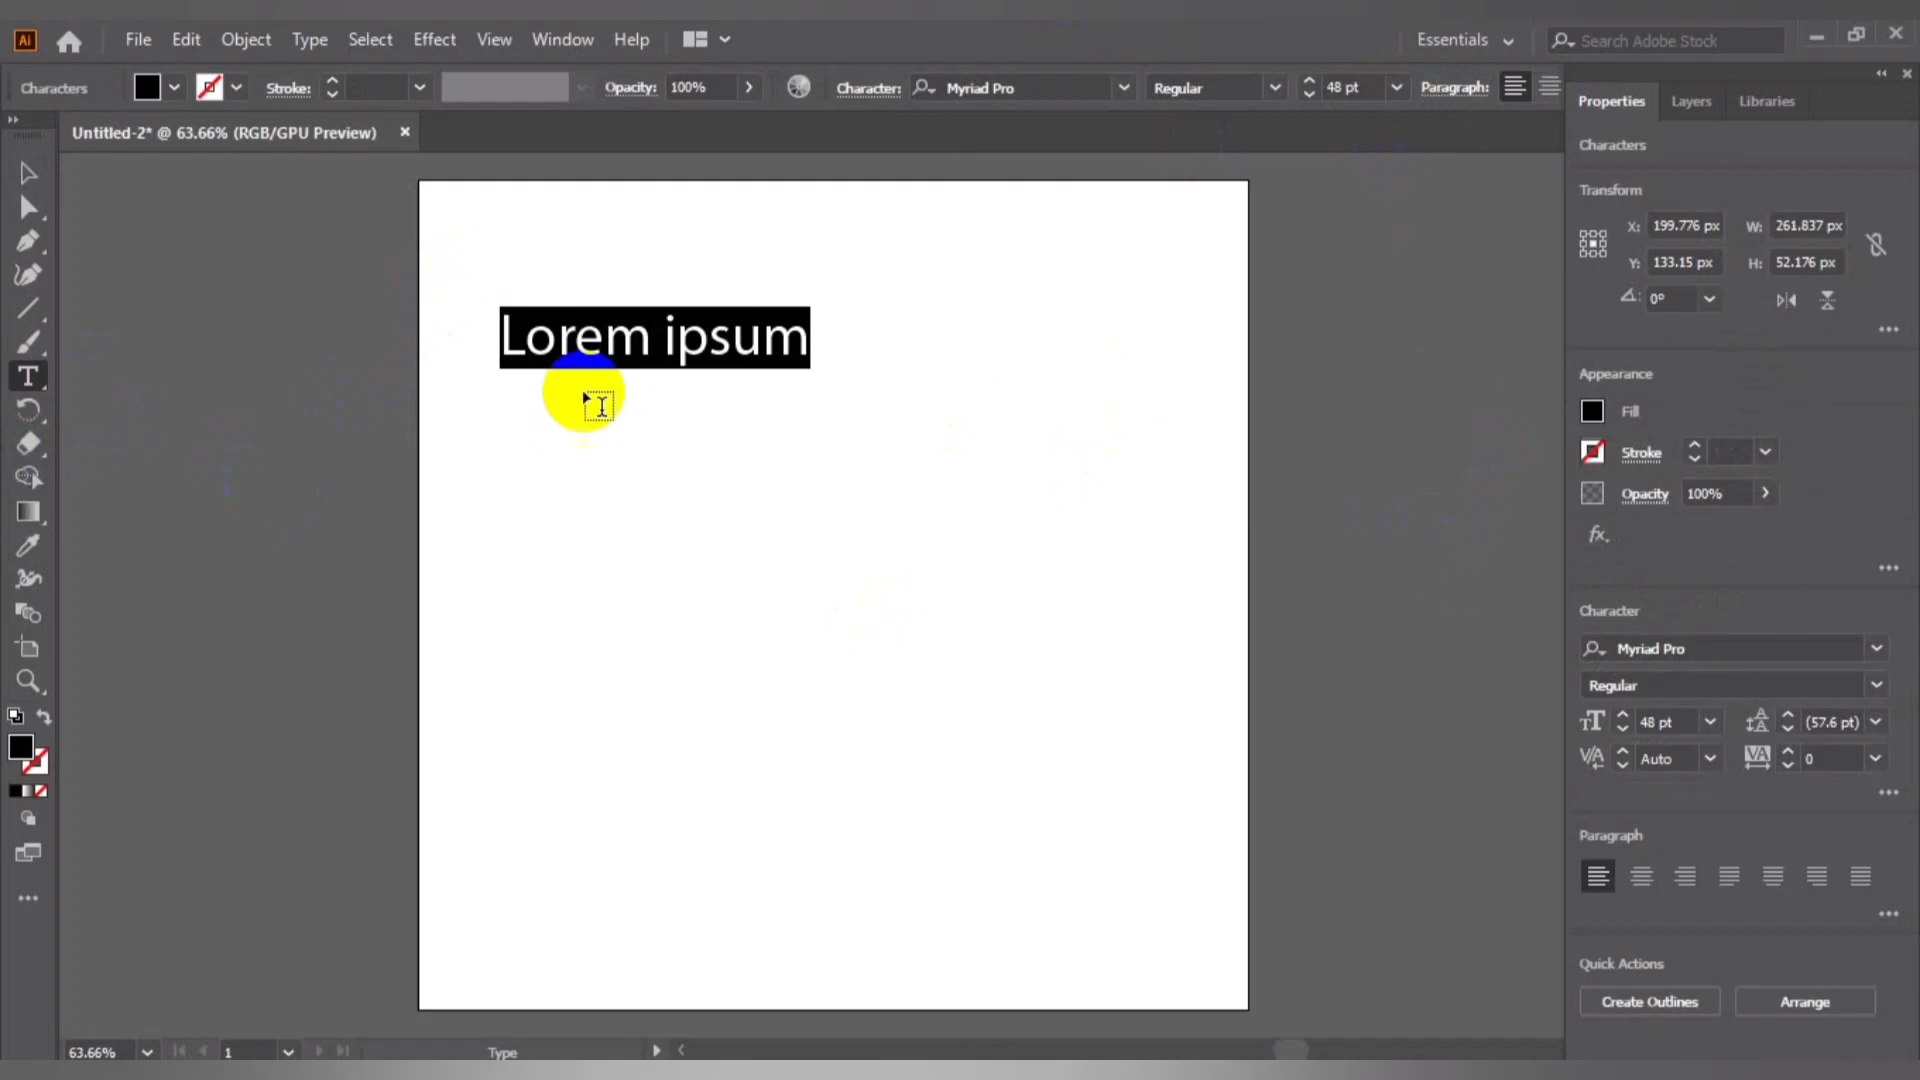 Ai File Edit Object Type Select Effect View Window Help Essentials Search Adobe Stock
Characters Stroke: Opacity: 100% Character: Myriad Pro Regular 48 pt Paragraph:
Untitled-2* @ 63.66% (RGB/GPU Preview)
Properties Layers Libraries
Characters
Transform
X: 199.776 px W: 261.837 px
Y: 133.15 px H: 52.176 px
0°
Lorem ipsum
Appearance
Fill
Stroke
Opacity 100%
fx.
Character
Myriad Pro
Regular
48 pt (57.6 pt)
Auto 0
Paragraph
Quick Actions
Create Outlines Arrange
63.66% 1 Type